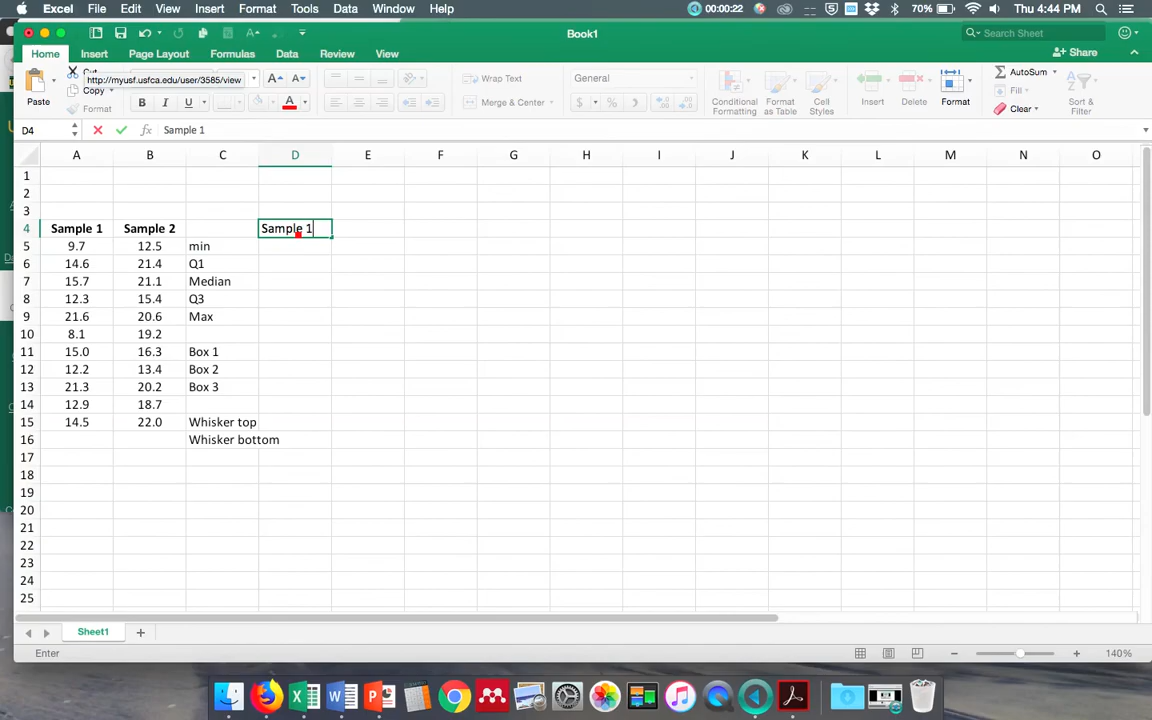 Excel File Edit View Insert Format Tools Data Window Help 00:00:22 70% Thu 4:44 PM
Book1 Search Sheet
Home Insert Page Layout Formulas Data Review View Share
Cut http://myusf.usfca.edu/user/3585/view Wrap Text General AutoSum
Copy Fill
Paste Format B I U A Merge & Center $ % Conditional Formatting Format as Table Cell Styles Insert Delete Format Clear Sort & Filter
D4 fx Sample 1
A B C D E F G H I J K L M N O
1
2
3
4 Sample 1 Sample 2 Sample 1
5 9.7 12.5 min
6 14.6 21.4 Q1
7 15.7 21.1 Median
8 12.3 15.4 Q3
9 21.6 20.6 Max
10 8.1 19.2
11 15.0 16.3 Box 1
12 12.2 13.4 Box 2
13 21.3 20.2 Box 3
14 12.9 18.7
15 14.5 22.0 Whisker top
16 Whisker bottom
17
18
19
20
21
22
23
24
25
Sheet1
Enter 140%